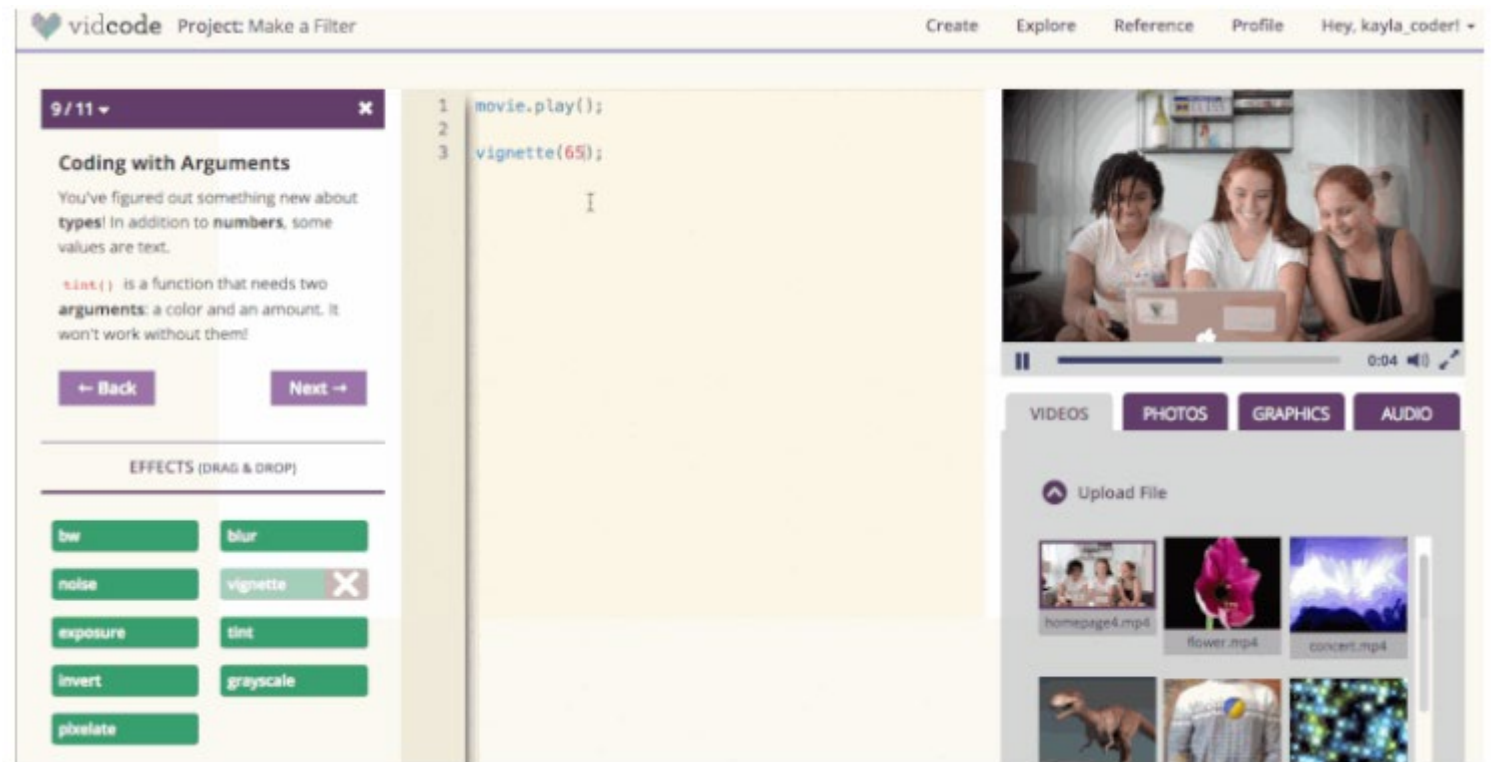 vidcode Project: Make a Filter
Create Explore Reference Profile Hey, kayla_coder!
9 / 11
Coding with Arguments
You've figured out something new about
types! In addition to numbers, some
values are text.
tint() is a function that needs two
arguments: a color and an amount. It
won't work without them!
← Back Next →
EFFECTS (DRAG & DROP)
bw blur
noise vignette
exposure tint
invert grayscale
pixelate
1 movie.play();
2
3 vignette(65);
0:04
VIDEOS PHOTOS GRAPHICS AUDIO
Upload File
homepage4.mp4 flower.mp4 concert.mp4